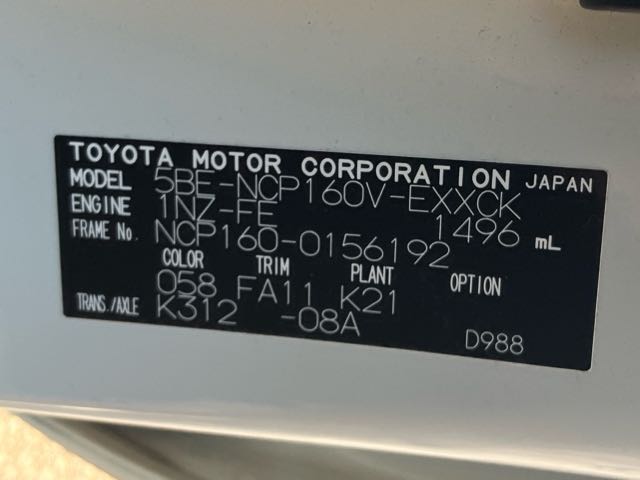 TOYOTA MOTOR CORPORATION JAPAN
MODEL 5BE-NCP160V-EXXCK
ENGINE 1NZ-FE 1496 mL
FRAME No. NCP160-0156192
COLOR TRIM PLANT OPTION
058 FA11 K21
TRANS./AXLE K312 -08A
D988